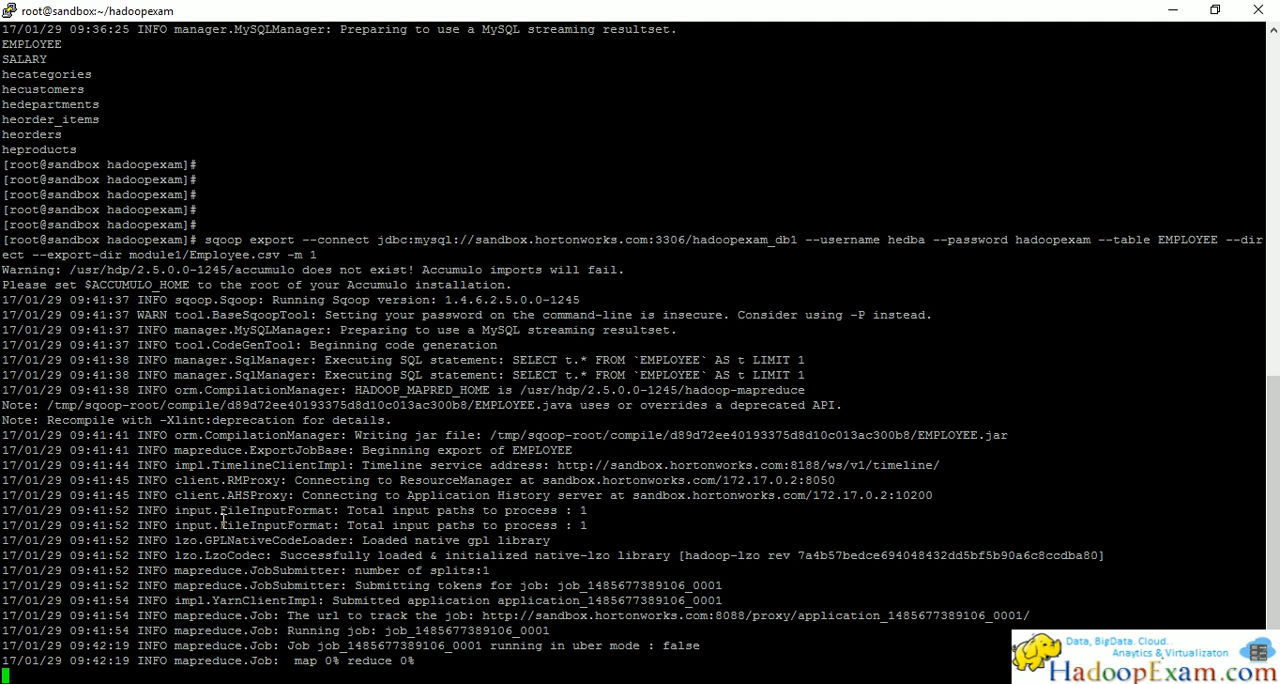 root@sandbox:~/hadoopexam
17/01/29 09:36:25 INFO manager.MySQLManager: Preparing to use a MySQL streaming resultset.
EMPLOYEE
SALARY
hecategories
hecustomers
hedepartments
heorder_items
heorders
heproducts
[root@sandbox hadoopexam]#
[root@sandbox hadoopexam]#
[root@sandbox hadoopexam]#
[root@sandbox hadoopexam]#
[root@sandbox hadoopexam]#
[root@sandbox hadoopexam]# sqoop export --connect jdbc:mysql://sandbox.hortonworks.com:3306/hadoopexam_db1 --username hedba --password hadoopexam --table EMPLOYEE --dir
ect --export-dir module1/Employee.csv -m 1
Warning: /usr/hdp/2.5.0.0-1245/accumulo does not exist! Accumulo imports will fail.
Please set $ACCUMULO_HOME to the root of your Accumulo installation.
17/01/29 09:41:37 INFO sqoop.Sqoop: Running Sqoop version: 1.4.6.2.5.0.0-1245
17/01/29 09:41:37 WARN tool.BaseSqoopTool: Setting your password on the command-line is insecure. Consider using -P instead.
17/01/29 09:41:37 INFO manager.MySQLManager: Preparing to use a MySQL streaming resultset.
17/01/29 09:41:37 INFO tool.CodeGenTool: Beginning code generation
17/01/29 09:41:38 INFO manager.SqlManager: Executing SQL statement: SELECT t.* FROM `EMPLOYEE` AS t LIMIT 1
17/01/29 09:41:38 INFO manager.SqlManager: Executing SQL statement: SELECT t.* FROM `EMPLOYEE` AS t LIMIT 1
17/01/29 09:41:38 INFO orm.CompilationManager: HADOOP_MAPRED_HOME is /usr/hdp/2.5.0.0-1245/hadoop-mapreduce
Note: /tmp/sqoop-root/compile/d89d72ee40193375d8d10c013ac300b8/EMPLOYEE.java uses or overrides a deprecated API.
Note: Recompile with -Xlint:deprecation for details.
17/01/29 09:41:41 INFO orm.CompilationManager: Writing jar file: /tmp/sqoop-root/compile/d89d72ee40193375d8d10c013ac300b8/EMPLOYEE.jar
17/01/29 09:41:41 INFO mapreduce.ExportJobBase: Beginning export of EMPLOYEE
17/01/29 09:41:44 INFO impl.TimelineClientImpl: Timeline service address: http://sandbox.hortonworks.com:8188/ws/v1/timeline/
17/01/29 09:41:45 INFO client.RMProxy: Connecting to ResourceManager at sandbox.hortonworks.com/172.17.0.2:8050
17/01/29 09:41:45 INFO client.AHSProxy: Connecting to Application History server at sandbox.hortonworks.com/172.17.0.2:10200
17/01/29 09:41:52 INFO input.FileInputFormat: Total input paths to process : 1
17/01/29 09:41:52 INFO input.FileInputFormat: Total input paths to process : 1
17/01/29 09:41:52 INFO lzo.GPLNativeCodeLoader: Loaded native gpl library
17/01/29 09:41:52 INFO lzo.LzoCodec: Successfully loaded & initialized native-lzo library [hadoop-lzo rev 7a4b57bedce694048432dd5bf5b90a6c8ccdba80]
17/01/29 09:41:52 INFO mapreduce.JobSubmitter: number of splits:1
17/01/29 09:41:52 INFO mapreduce.JobSubmitter: Submitting tokens for job: job_1485677389106_0001
17/01/29 09:41:54 INFO impl.YarnClientImpl: Submitted application application_1485677389106_0001
17/01/29 09:41:54 INFO mapreduce.Job: The url to track the job: http://sandbox.hortonworks.com:8088/proxy/application_1485677389106_0001/
17/01/29 09:41:54 INFO mapreduce.Job: Running job: job_1485677389106_0001
17/01/29 09:42:19 INFO mapreduce.Job: Job job_1485677389106_0001 running in uber mode : false
17/01/29 09:42:19 INFO mapreduce.Job:  map 0% reduce 0%
Data, BigData. Cloud..
Anaytics & Virtualizaton
HadoopExam.com